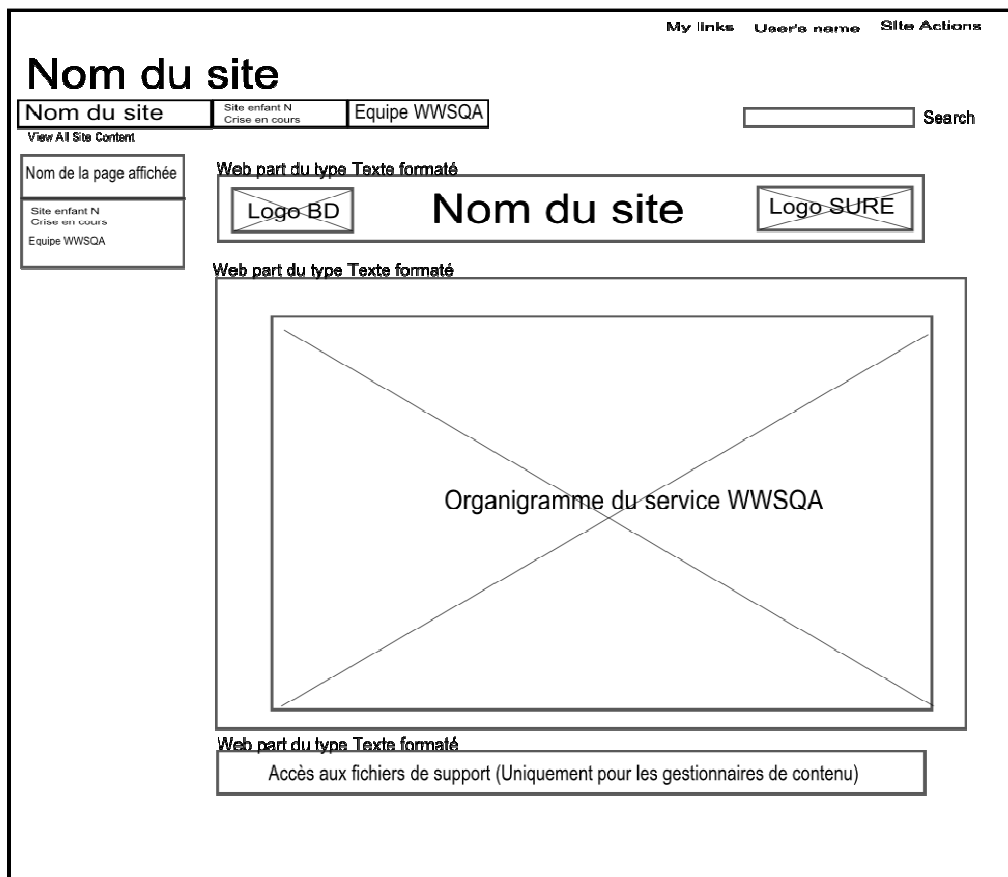 My links User's name Site Actions
Nom du site
Nom du site
Site enfant N
Crise en cours
Equipe WWSQA
Search
View All Site Content
Nom de la page affichée
Site enfant N
Crise en cours
Equipe WWSQA
Web part du type Texte formaté
Logo BD
Nom du site
Logo SURE
Web part du type Texte formaté
Organigramme du service WWSQA
Web part du type Texte formaté
Accès aux fichiers de support (Uniquement pour les gestionnaires de contenu)